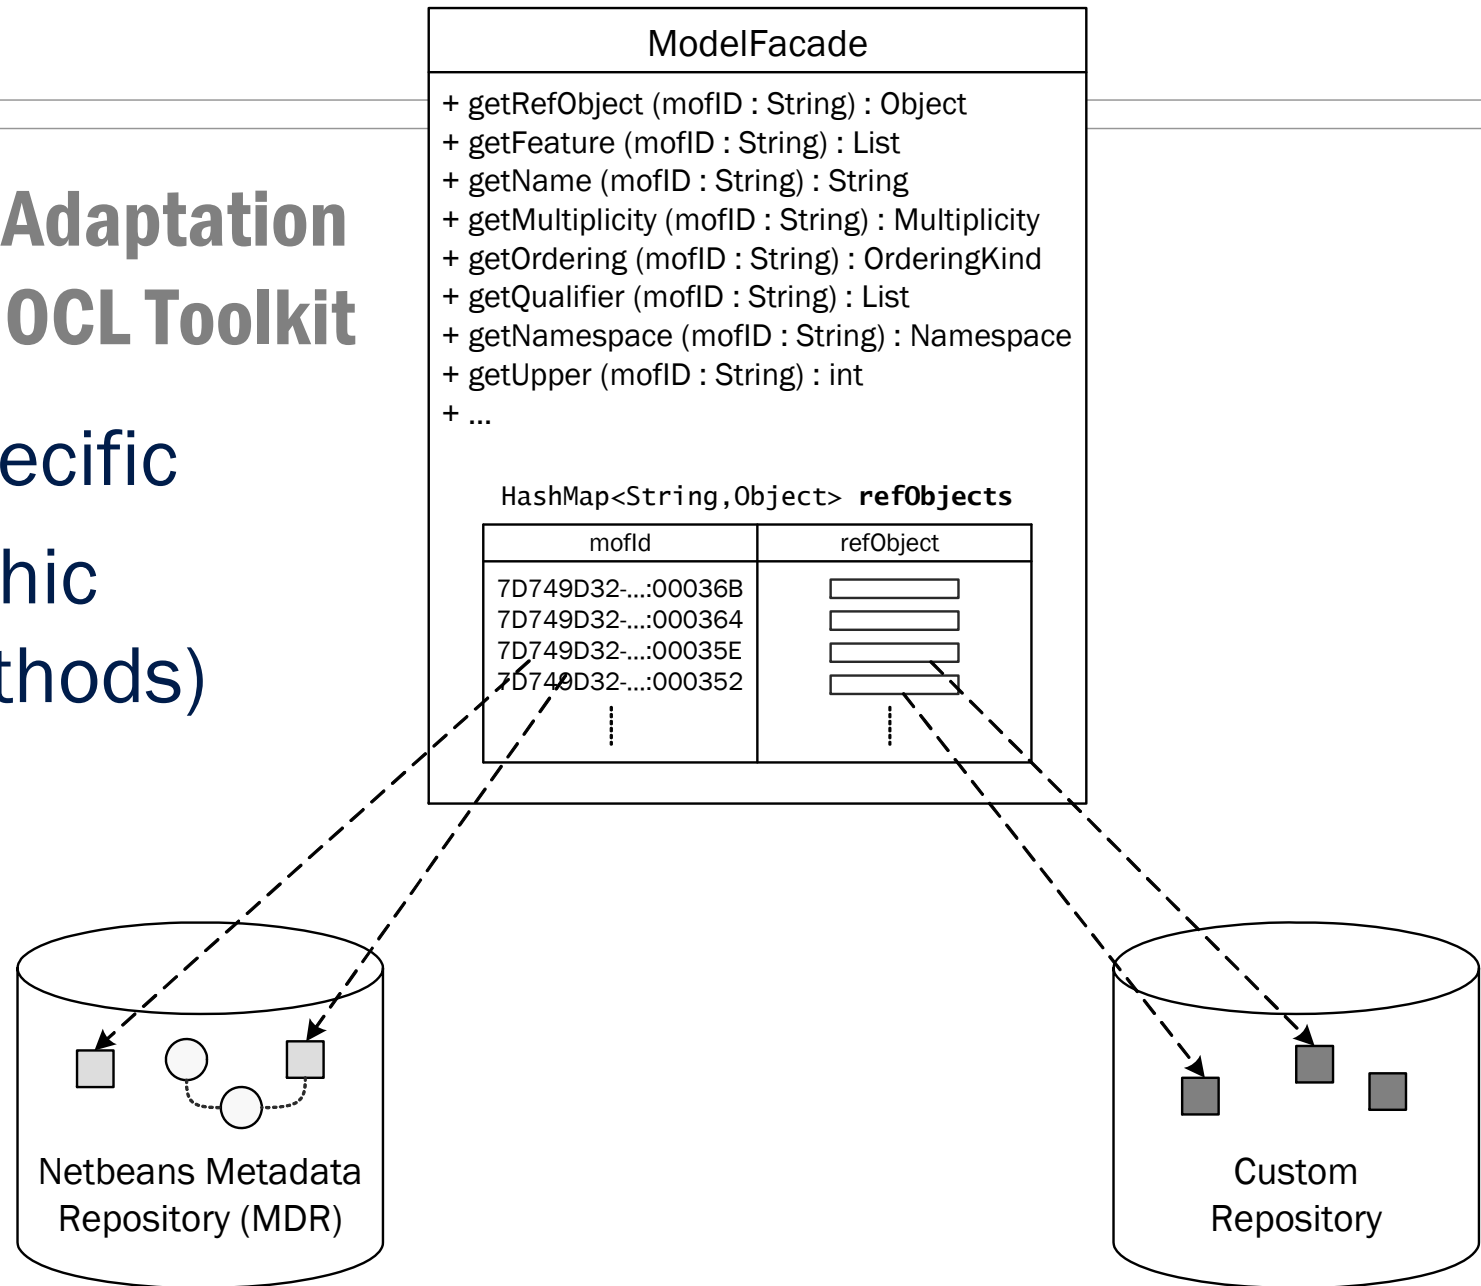 ModelFacade
+ getRefObject (mofID : String) : Object
+ getFeature (mofID : String) : List
+ getName (mofID : String) : String
+ getMultiplicity (mofID : String) : Multiplicity
+ getOrdering (mofID : String) : OrderingKind
+ getQualifier (mofID : String) : List
+ getNamespace (mofID : String) : Namespace
+ getUpper (mofID : String) : int
+ ...
Adaptation
OCL Toolkit
ecific
hic
thods)
HashMap<String,Object> refObjects
mofId refObject
7D749D32-...:00036B
7D749D32-...:000364
7D749D32-...:00035E
7D749D32-...:000352
Netbeans Metadata
Repository (MDR)
Custom
Repository